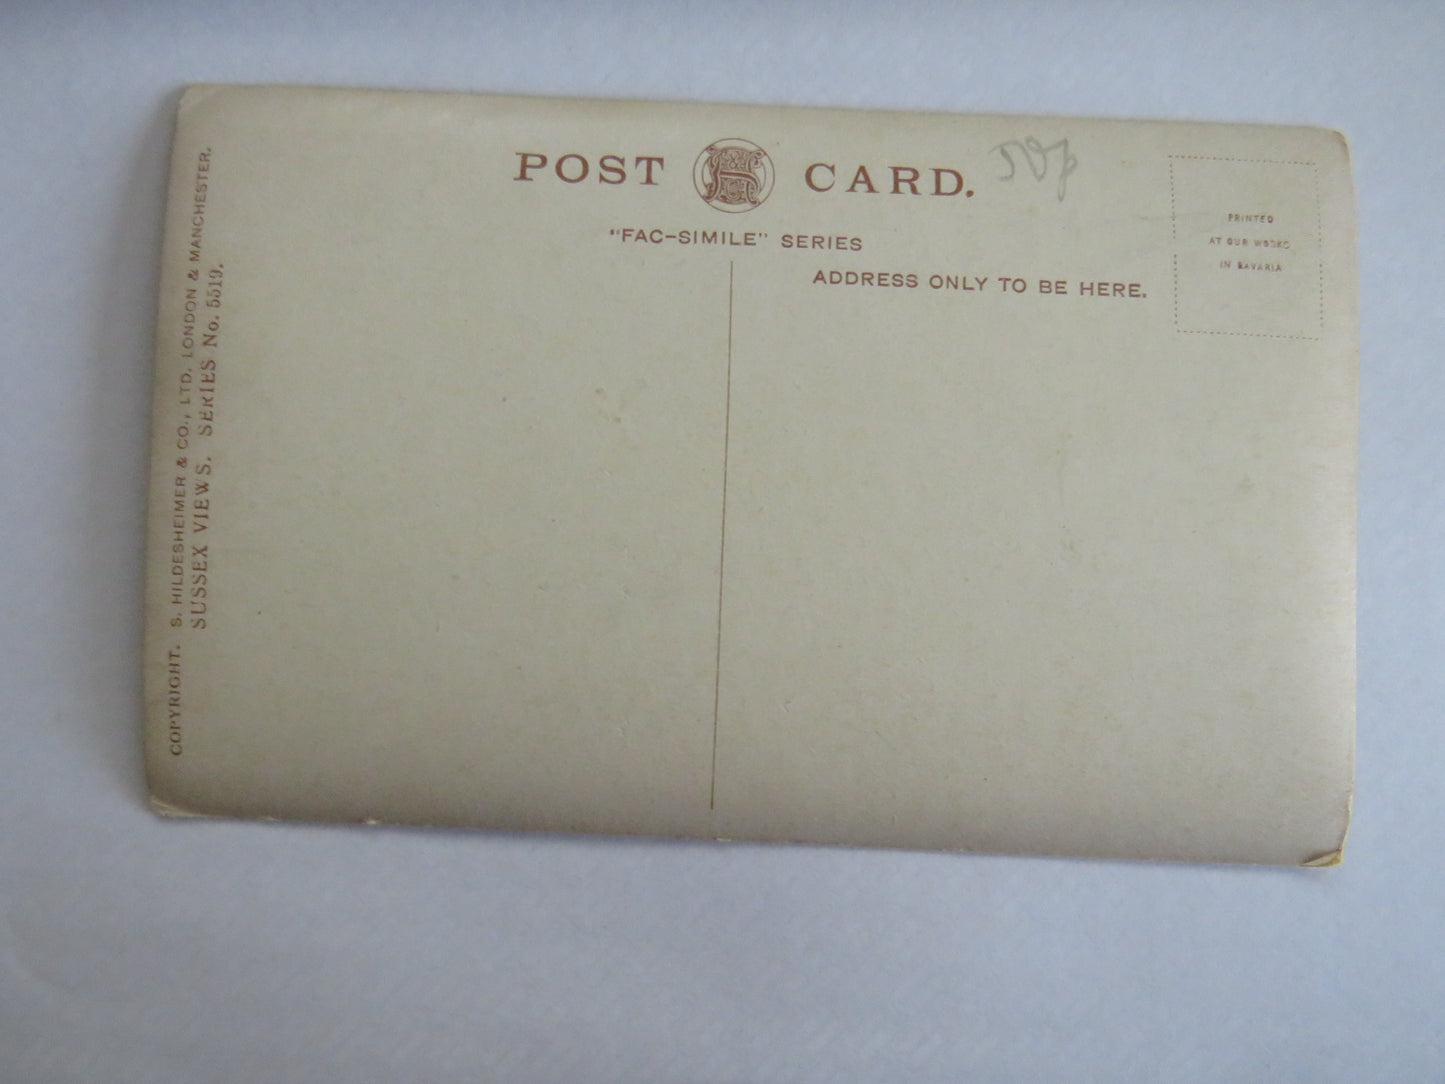 POST CARD.
50p
"FAC-SIMILE" SERIES
ADDRESS ONLY TO BE HERE.
PRINTED
AT OUR WORKS
IN BAVARIA
COPYRIGHT. S. HILDESHEIMER & CO., LTD. LONDON & MANCHESTER.
SUSSEX VIEWS. SERIES No. 5519.